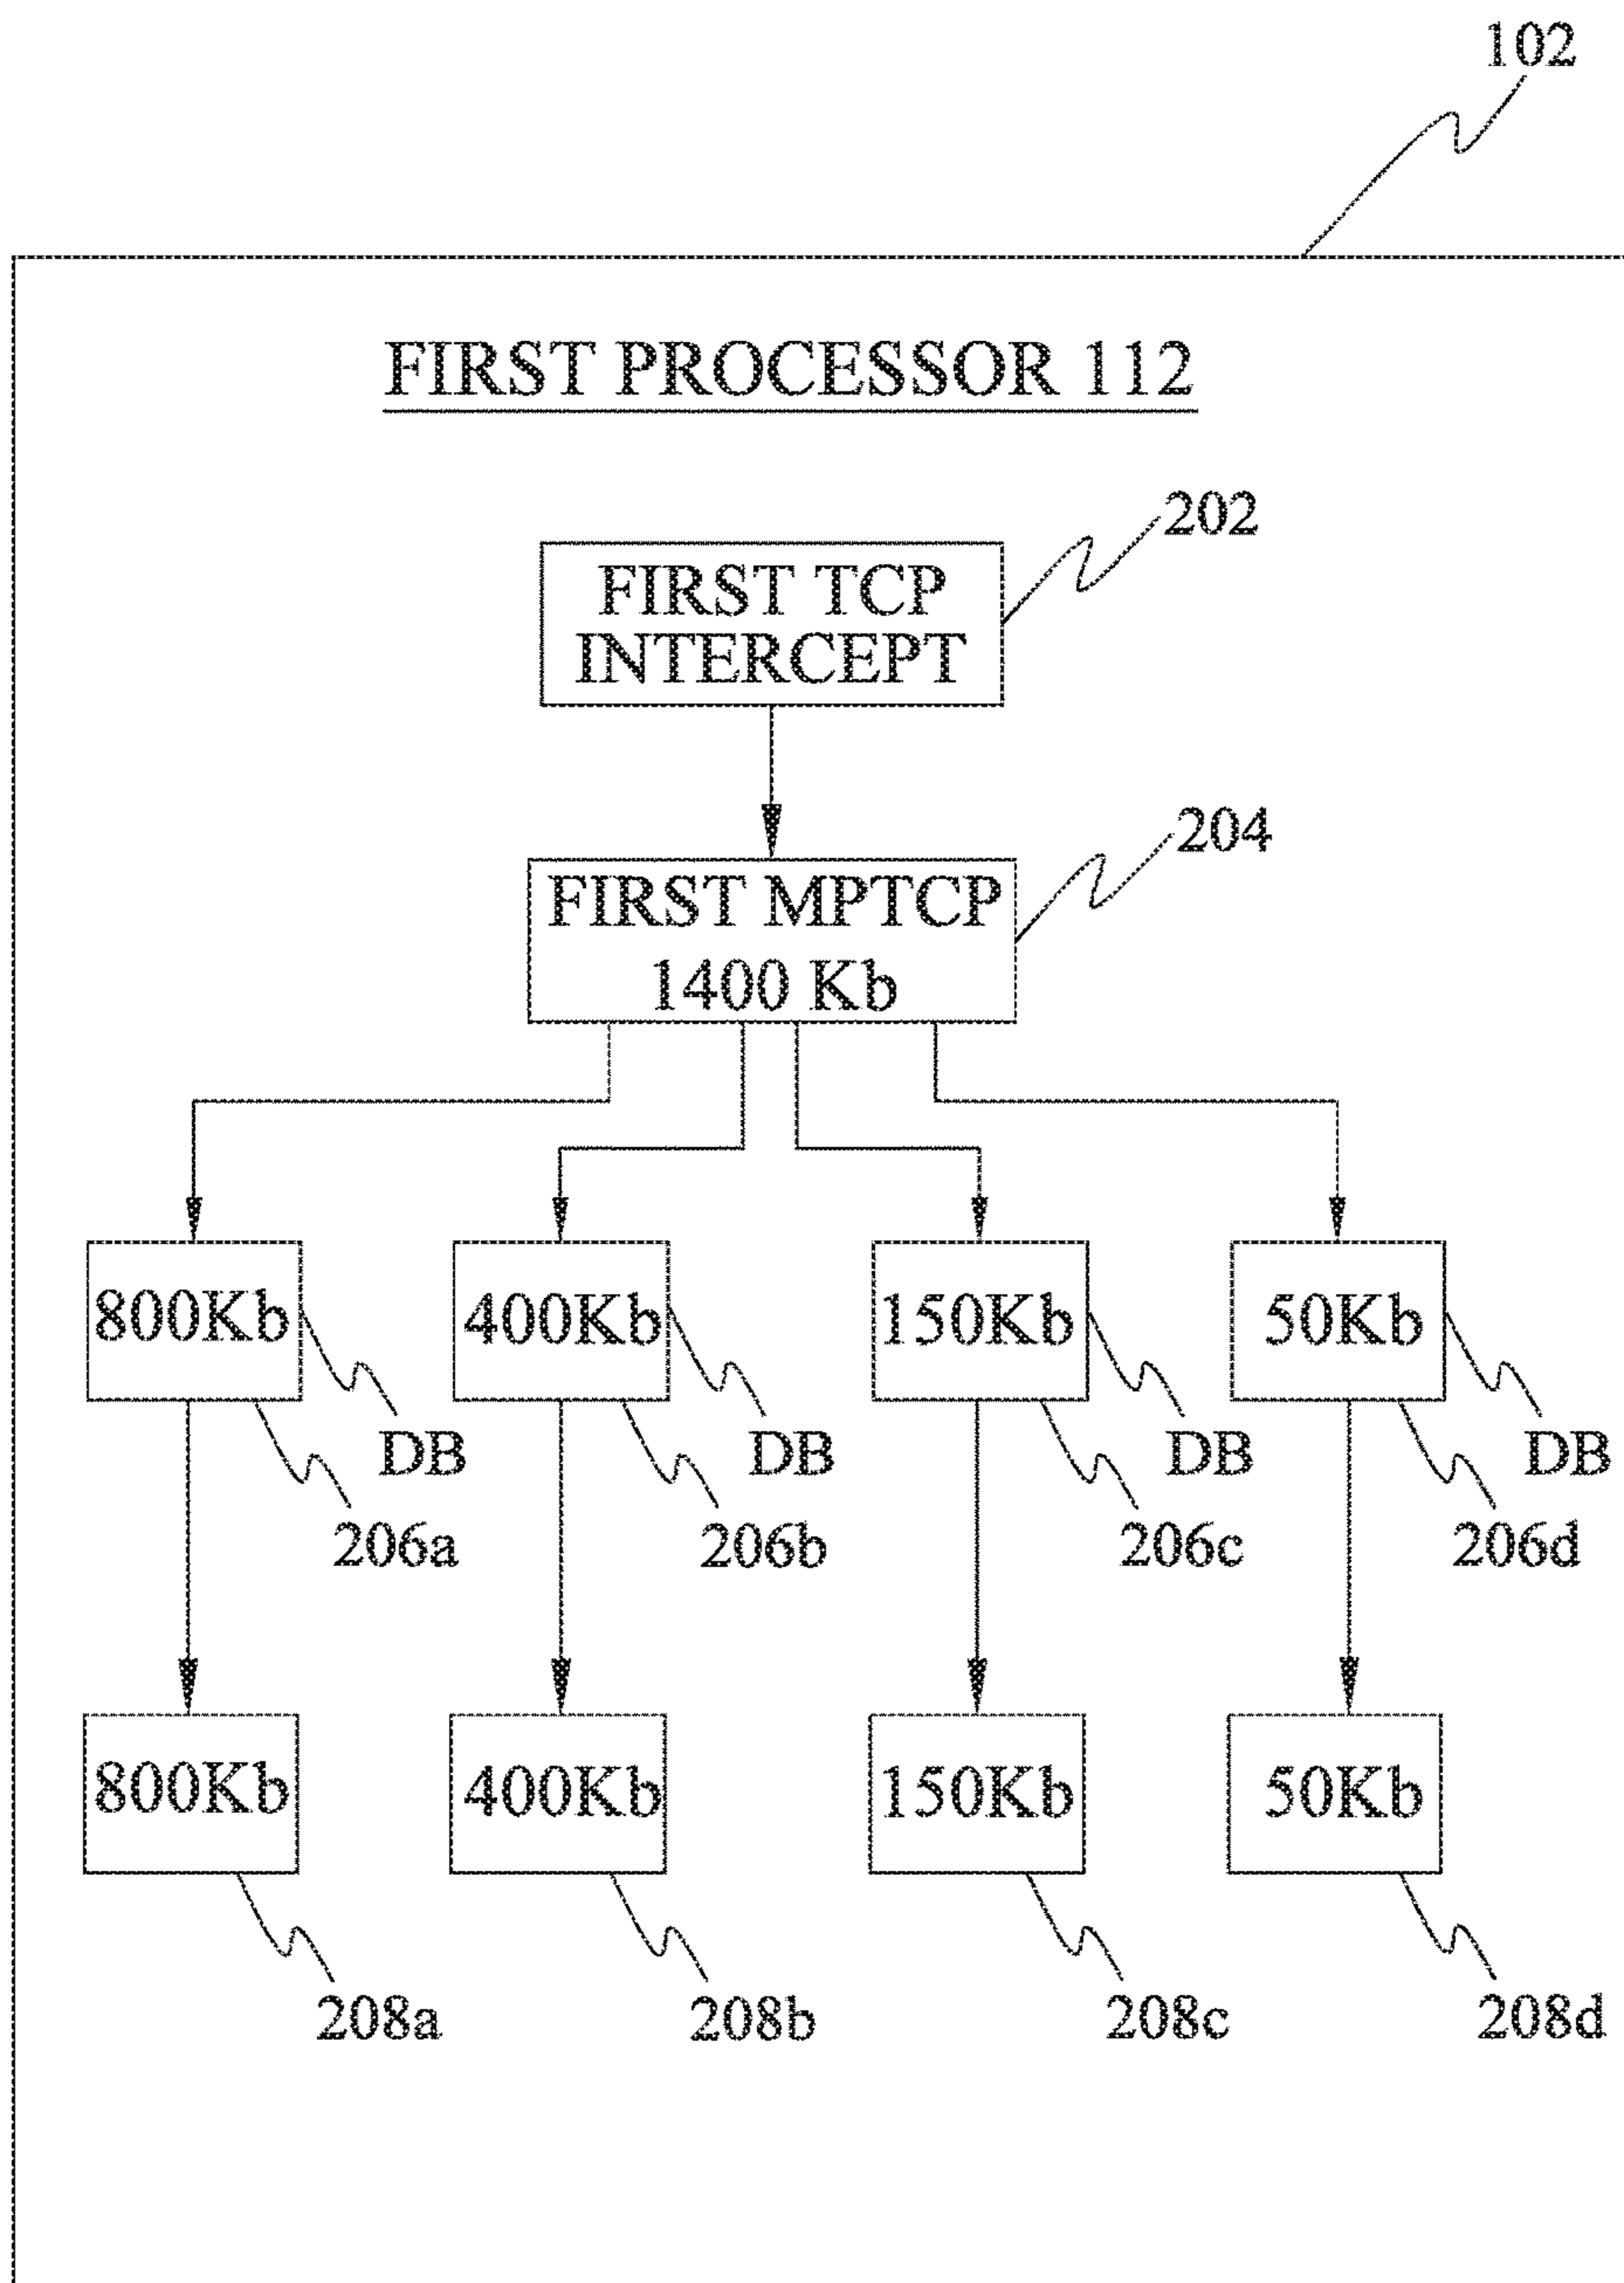 102
FIRST PROCESSOR 112
202
FIRST TCP
INTERCEPT
204
FIRST MPTCP
1400 Kb
800Kb
400Kb
150Kb
50Kb
DB
DB
DB
DB
206a
206b
206c
206d
800Kb
400Kb
150Kb
50Kb
208a
208b
208c
208d